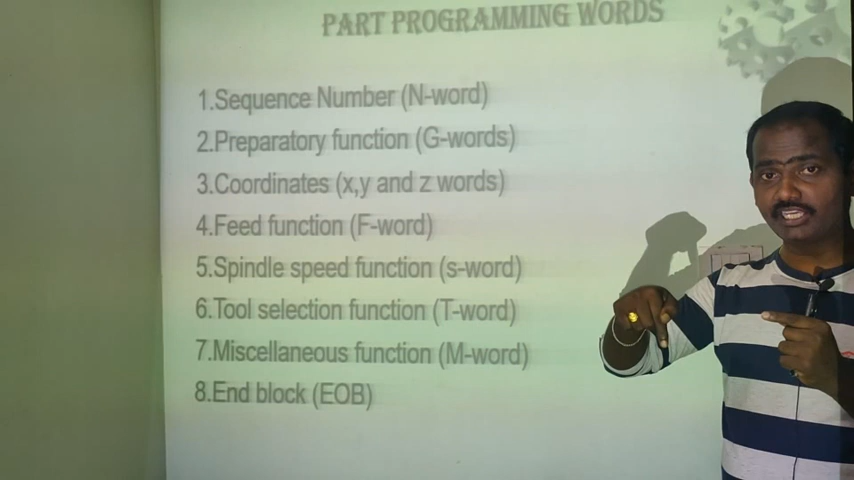 PART PROGRAMMING WORDS
1.Sequence Number (N-word)
2.Preparatory function (G-words)
3.Coordinates (x,y and z words)
4.Feed function (F-word)
5.Spindle speed function (s-word)
6.Tool selection function (T-word)
7.Miscellaneous function (M-word)
8.End block (EOB)